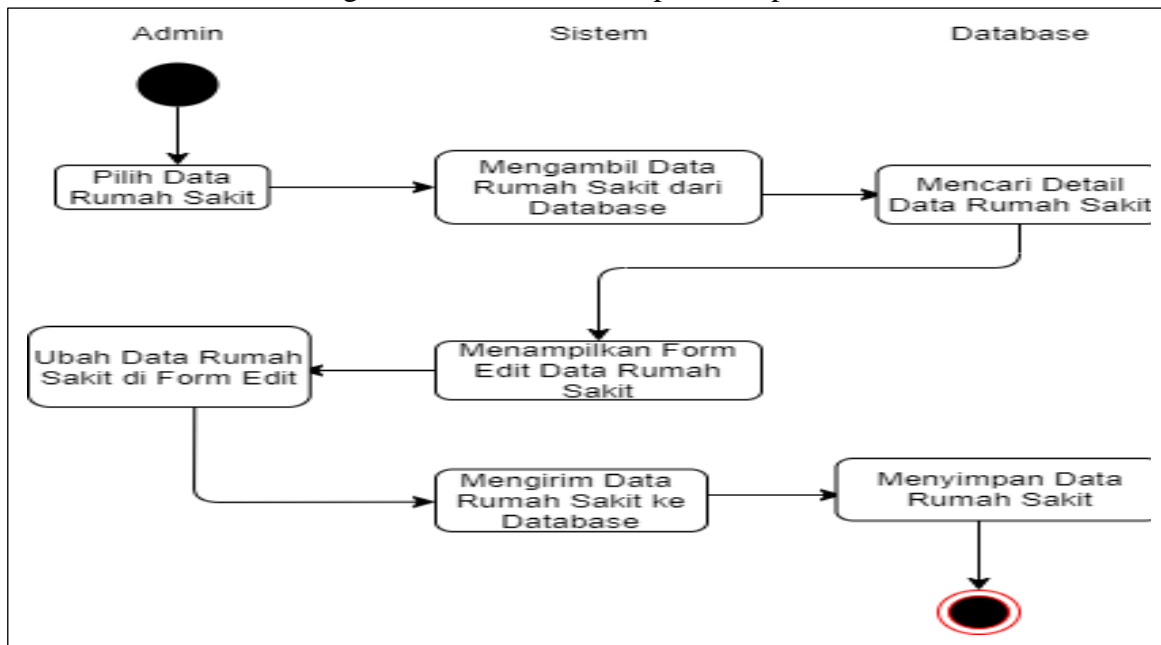 Admin
Sistem
Database
Pilih Data
Rumah Sakit
Mengambil Data
Rumah Sakit dari
Database
Mencari Detail
Data Rumah Sakit
Menampilkan Form
Edit Data Rumah
Sakit
Ubah Data Rumah
Sakit di Form Edit
Mengirim Data
Rumah Sakit ke
Database
Menyimpan Data
Rumah Sakit